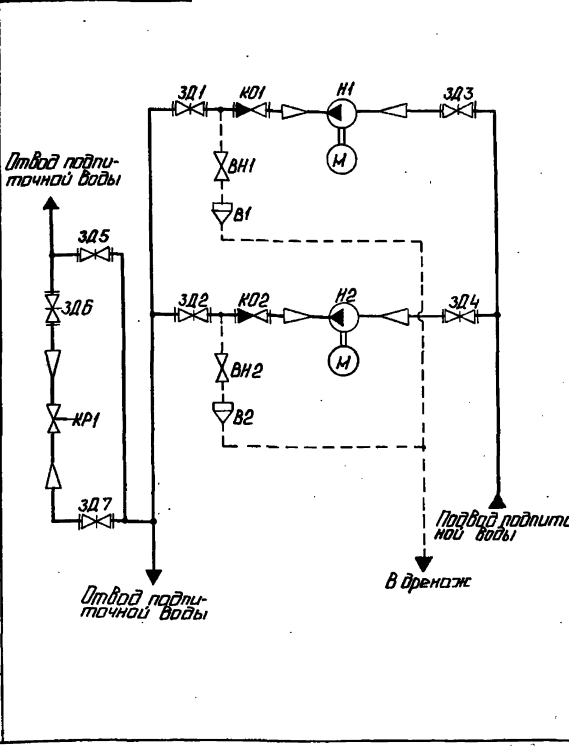 ЗД1
КО1
Н1
ЗД3
М
ВН1
В1
Отвод подпи-
точной воды
ЗД5
ЗД2
КО2
Н2
ЗД4
ЗД6
М
ВН2
В2
КР1
ЗД7
Подвод подпито
ной воды
В дренаж
Отвод подпи-
точной воды